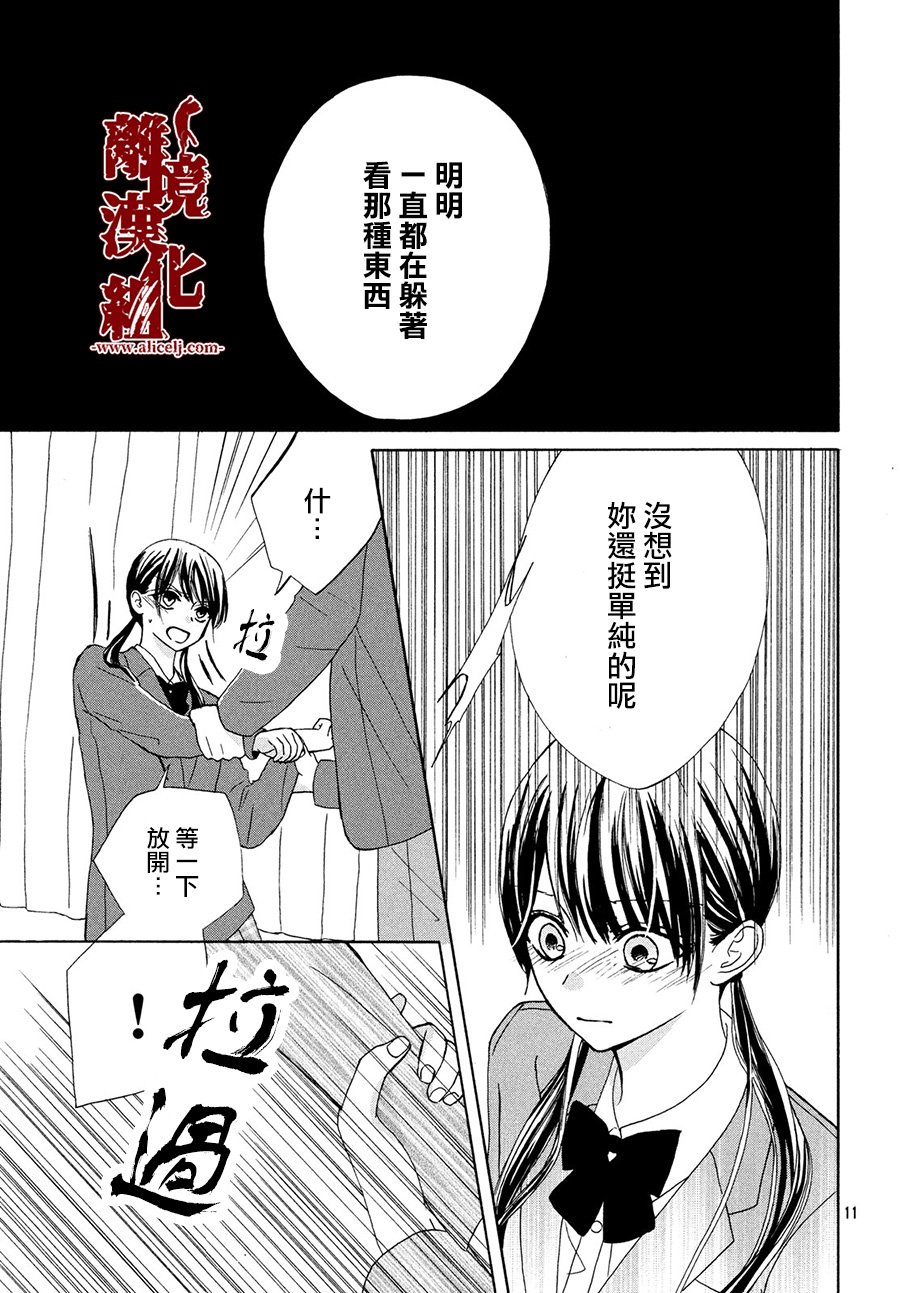 明明
一直都在躲著
看那種東西
離境漢化組
-www.alicelj.com-
沒想到
妳還挺單純的呢
什…
拉
等一下
放開…
拉過
！
11